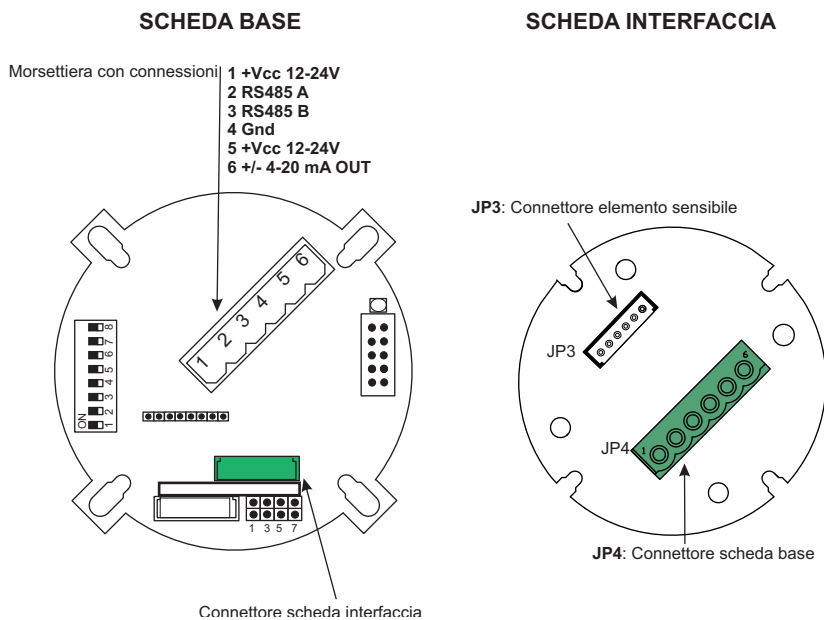 SCHEDA BASE
SCHEDA INTERFACCIA
Morsettiera con connessioni
1 +Vcc 12-24V
2 RS485 A
3 RS485 B
4 Gnd
5 +Vcc 12-24V
6 +/- 4-20 mA OUT
JP3: Connettore elemento sensibile
1 2 3 4 5 6
ON
1 2 3 4 5 6 7 8
JP3
6
JP4
1
1 3 5 7
JP4: Connettore scheda base
Connettore scheda interfaccia